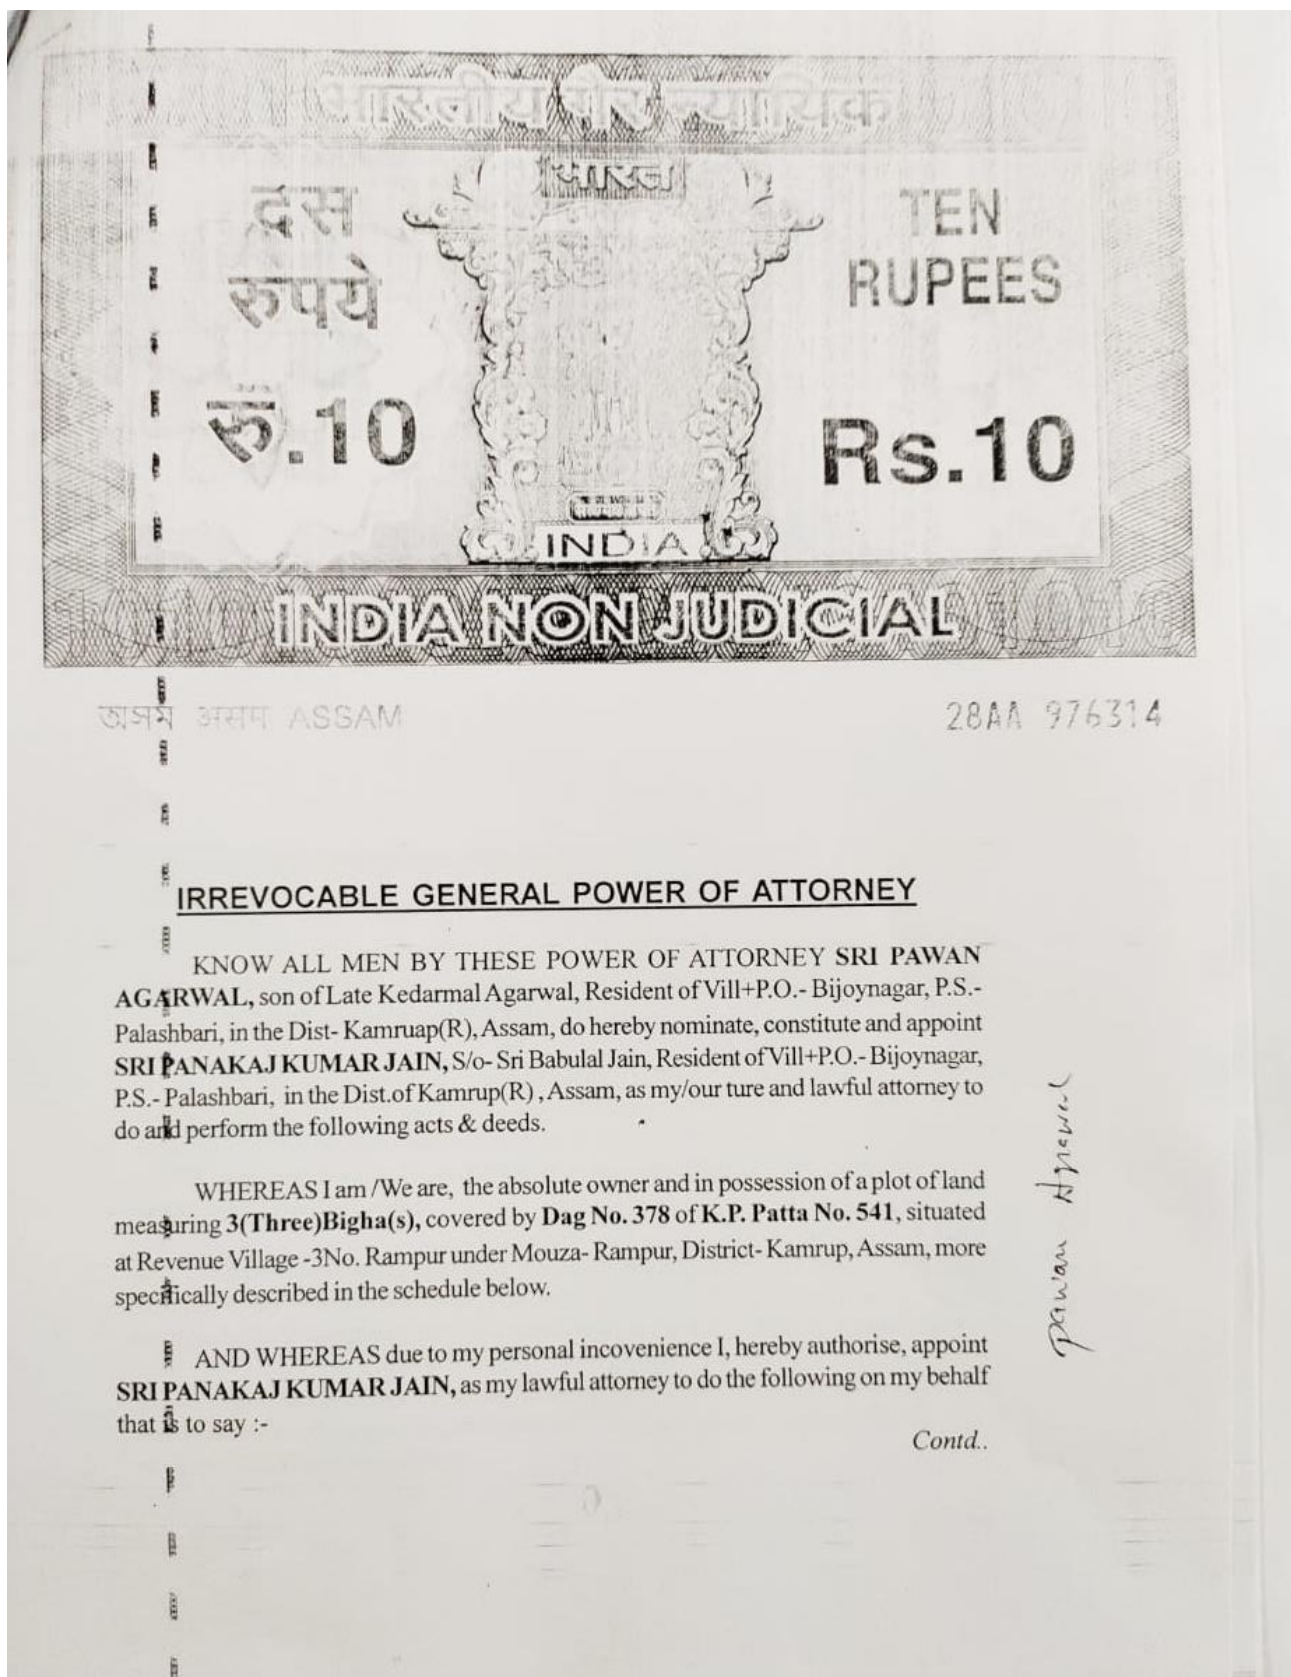 भारतीय गैर न्यायिक
भारत
दस
रुपये
रु.10
TEN
RUPEES
Rs.10
INDIA
INDIA NON JUDICIAL
অসম असम ASSAM
28AA 976314
IRREVOCABLE GENERAL POWER OF ATTORNEY
KNOW ALL MEN BY THESE POWER OF ATTORNEY SRI PAWAN
AGARWAL, son of Late Kedarmal Agarwal, Resident of Vill+P.O.- Bijoynagar, P.S.-
Palashbari, in the Dist- Kamruap(R), Assam, do hereby nominate, constitute and appoint
SRI PANAKAJ KUMAR JAIN, S/o- Sri Babulal Jain, Resident of Vill+P.O.- Bijoynagar,
P.S.- Palashbari, in the Dist.of Kamrup(R) , Assam, as my/our ture and lawful attorney to
do and perform the following acts & deeds.
WHEREAS I am /We are, the absolute owner and in possession of a plot of land
measuring 3(Three)Bigha(s), covered by Dag No. 378 of K.P. Patta No. 541, situated
at Revenue Village -3No. Rampur under Mouza- Rampur, District- Kamrup, Assam, more
specifically described in the schedule below.
AND WHEREAS due to my personal incovenience I, hereby authorise, appoint
SRI PANAKAJ KUMAR JAIN, as my lawful attorney to do the following on my behalf
that is to say :-
Contd..
Pawan Agrewal